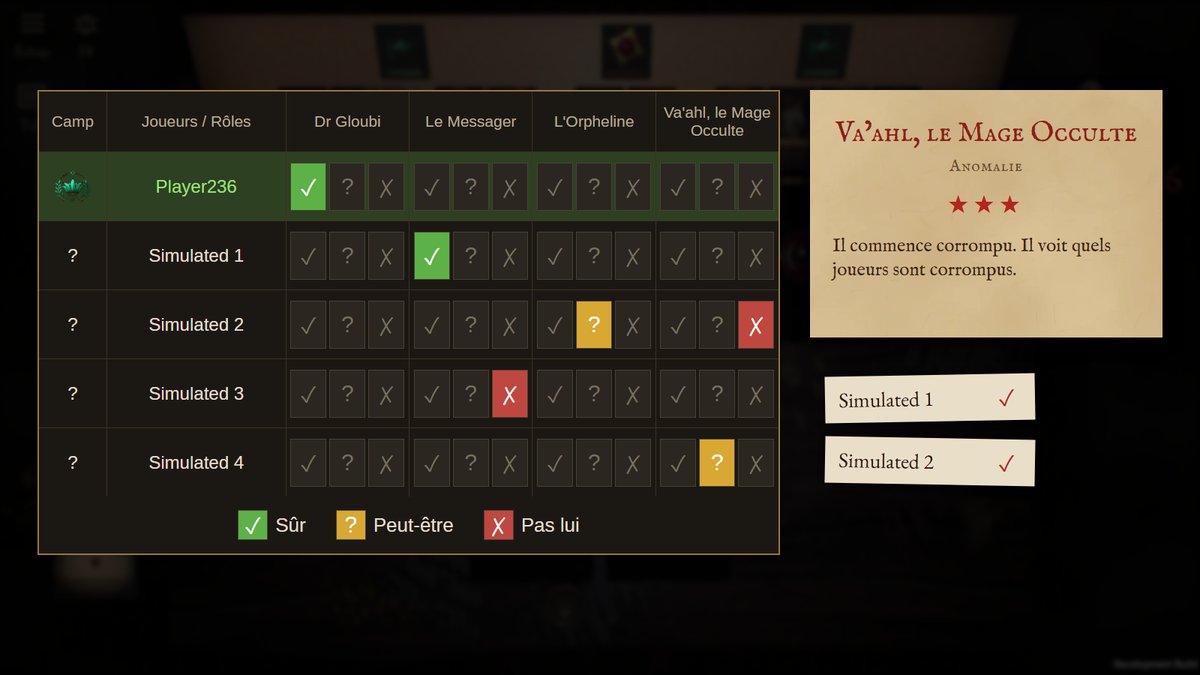 Camp Joueurs / Rôles Dr Gloubi Le Messager L'Orpheline Va'ahl, le Mage
Occulte
Player236 ✓ ? ✗ ✓ ? ✗ ✓ ? ✗ ✓ ? ✗
? Simulated 1 ✓ ? ✗ ✓ ? ✗ ✓ ? ✗ ✓ ? ✗
? Simulated 2 ✓ ? ✗ ✓ ? ✗ ✓ ? ✗ ✓ ? ✗
? Simulated 3 ✓ ? ✗ ✓ ? ✗ ✓ ? ✗ ✓ ? ✗
? Simulated 4 ✓ ? ✗ ✓ ? ✗ ✓ ? ✗ ✓ ? ✗
✓ Sûr ? Peut-être ✗ Pas lui
Va'ahl, le Mage Occulte
Anomalie
★ ★ ★
Il commence corrompu. Il voit quels
joueurs sont corrompus.
Simulated 1 ✓
Simulated 2 ✓
Development Build